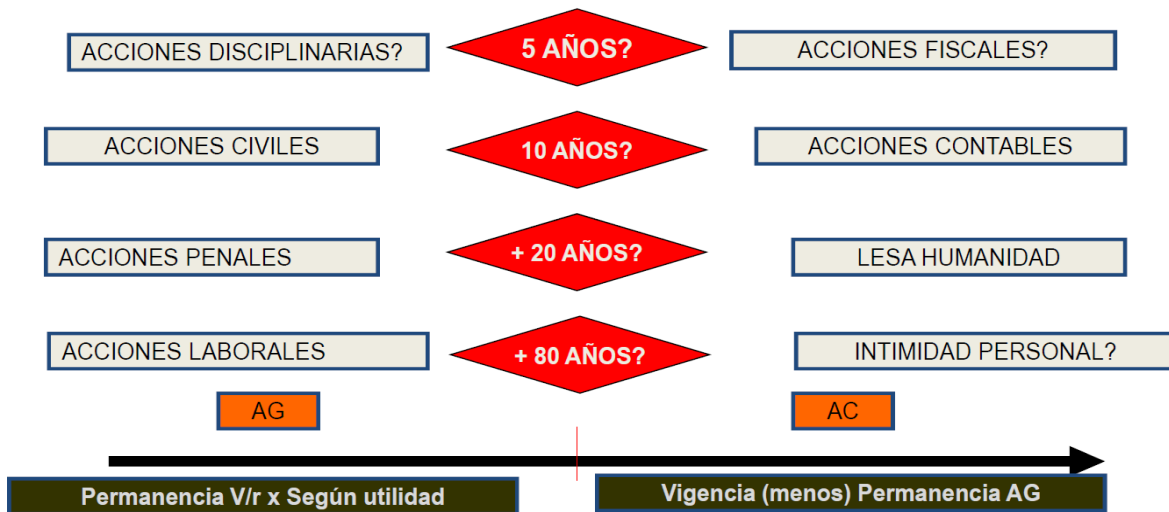 ACCIONES DISCIPLINARIAS?
5 AÑOS?
ACCIONES FISCALES?
ACCIONES CIVILES
10 AÑOS?
ACCIONES CONTABLES
ACCIONES PENALES
+ 20 AÑOS?
LESA HUMANIDAD
ACCIONES LABORALES
+ 80 AÑOS?
INTIMIDAD PERSONAL?
AG
AC
Permanencia V/r x Según utilidad
Vigencia (menos) Permanencia AG